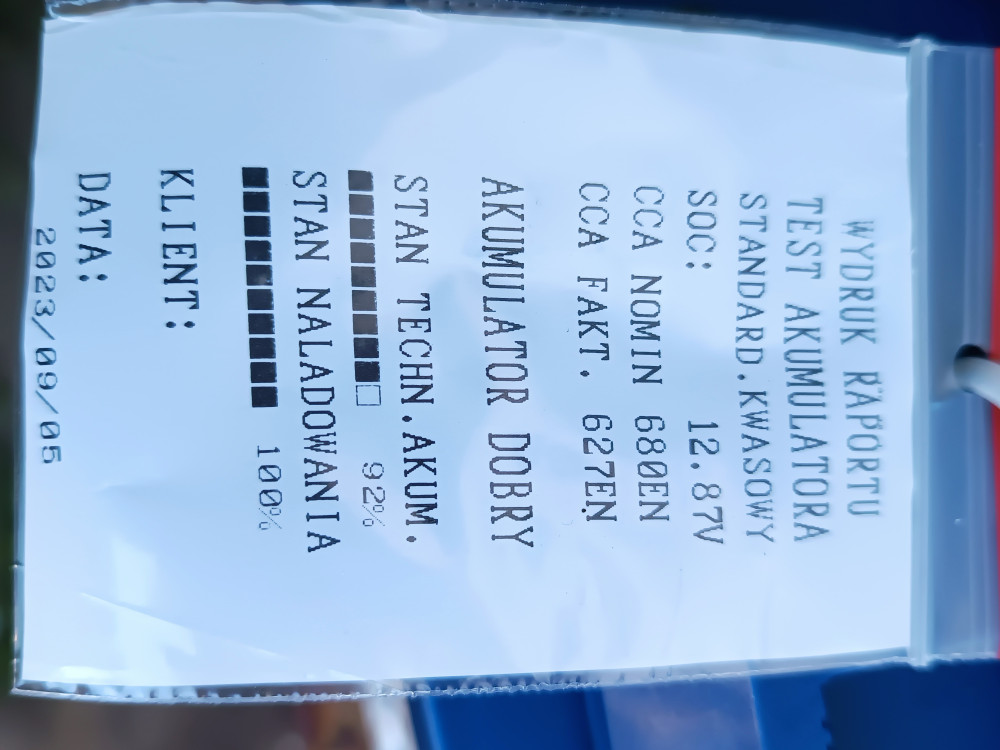 WYDRUK RAPORTU
TEST AKUMULATORA
STANDARD.KWASOWY
SOC: 12.87V
CCA NOMIN 680EN
CCA FAKT. 627EN
AKUMULATOR DOBRY
STAN TECHN.AKUM.
92%
STAN NALADOWANIA
100%
KLIENT:
DATA:
2023/09/05